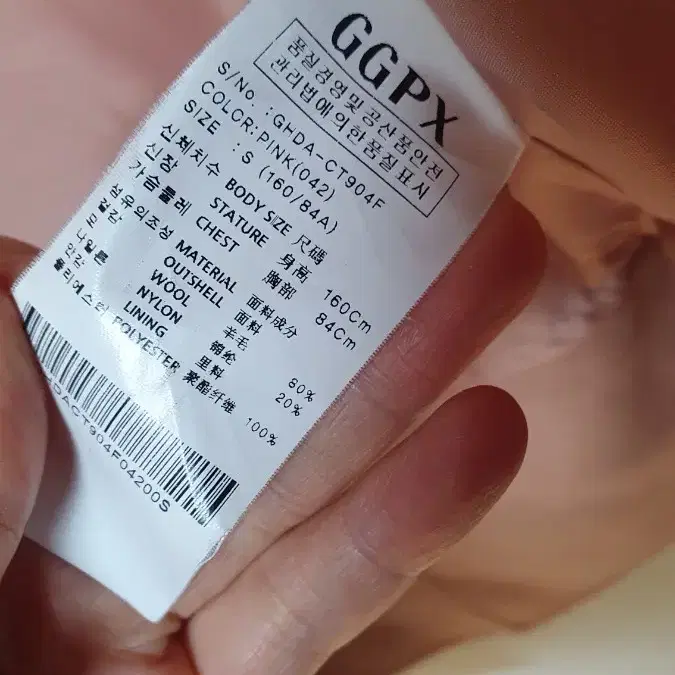 GGPX
품질경영및공산품안전
관리법에의한품질표시
S/No. :GHDA-CT904F
COLOR:PINK(042)
SIZE :S (160/84A)
신체치수 BODY SIZE 尺碼
신장 STATURE 身高 160Cm
가슴둘레 CHEST 胸部 84Cm
섬유의조성 MATERIAL 面料成分
겉감 OUTSHELL 面料
모 WOOL 羊毛 80%
나일론 NYLON 錦纶 20%
안감 LINING 里料
폴리에스터 POLYESTER 聚酯纤维 100%
HDACT904F04200S